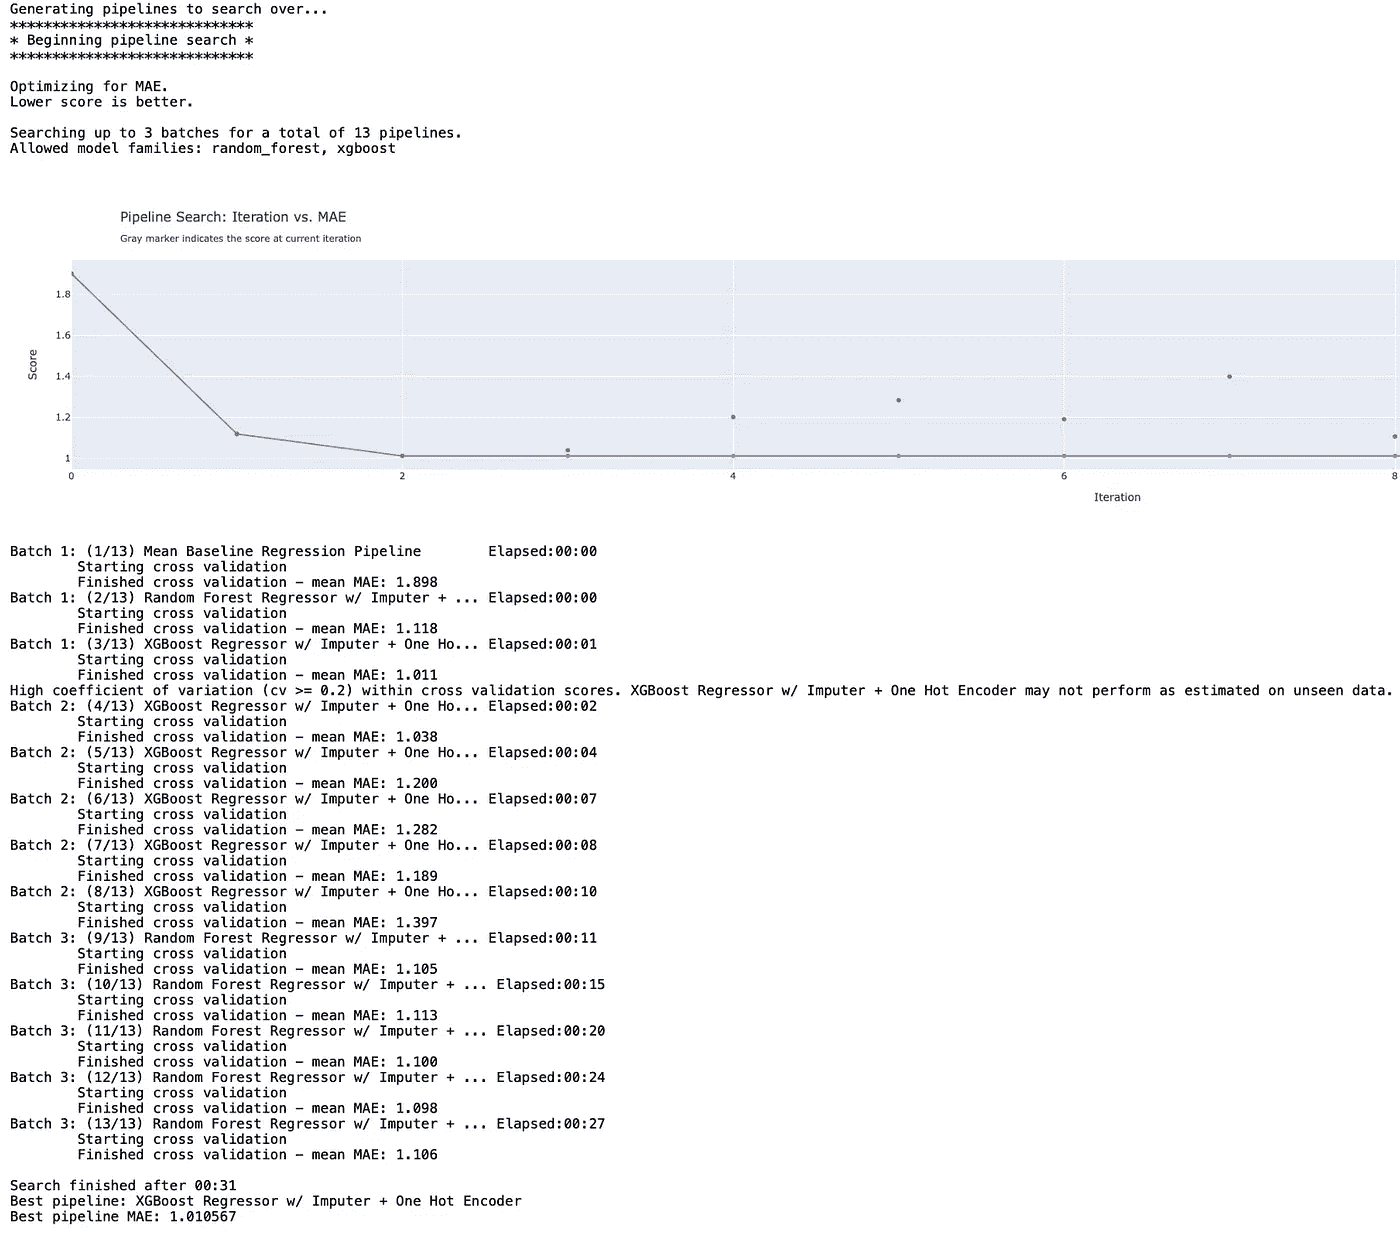 Generating pipelines to search over...
*****************************
* Beginning pipeline search *
*****************************
Optimizing for MAE.
Lower score is better.
Searching up to 3 batches for a total of 13 pipelines.
Allowed model families: random_forest, xgboost
Pipeline Search: Iteration vs. MAE
Gray marker indicates the score at current iteration
1.8
1.6
1.4
1.2
1
Score
0 2 4 6 8
Iteration
Batch 1: (1/13) Mean Baseline Regression Pipeline        Elapsed:00:00
        Starting cross validation
        Finished cross validation - mean MAE: 1.898
Batch 1: (2/13) Random Forest Regressor w/ Imputer + ... Elapsed:00:00
        Starting cross validation
        Finished cross validation - mean MAE: 1.118
Batch 1: (3/13) XGBoost Regressor w/ Imputer + One Ho... Elapsed:00:01
        Starting cross validation
        Finished cross validation - mean MAE: 1.011
High coefficient of variation (cv >= 0.2) within cross validation scores. XGBoost Regressor w/ Imputer + One Hot Encoder may not perform as estimated on unseen data.
Batch 2: (4/13) XGBoost Regressor w/ Imputer + One Ho... Elapsed:00:02
        Starting cross validation
        Finished cross validation - mean MAE: 1.038
Batch 2: (5/13) XGBoost Regressor w/ Imputer + One Ho... Elapsed:00:04
        Starting cross validation
        Finished cross validation - mean MAE: 1.200
Batch 2: (6/13) XGBoost Regressor w/ Imputer + One Ho... Elapsed:00:07
        Starting cross validation
        Finished cross validation - mean MAE: 1.282
Batch 2: (7/13) XGBoost Regressor w/ Imputer + One Ho... Elapsed:00:08
        Starting cross validation
        Finished cross validation - mean MAE: 1.189
Batch 2: (8/13) XGBoost Regressor w/ Imputer + One Ho... Elapsed:00:10
        Starting cross validation
        Finished cross validation - mean MAE: 1.397
Batch 3: (9/13) Random Forest Regressor w/ Imputer + ... Elapsed:00:11
        Starting cross validation
        Finished cross validation - mean MAE: 1.105
Batch 3: (10/13) Random Forest Regressor w/ Imputer + ... Elapsed:00:15
        Starting cross validation
        Finished cross validation - mean MAE: 1.113
Batch 3: (11/13) Random Forest Regressor w/ Imputer + ... Elapsed:00:20
        Starting cross validation
        Finished cross validation - mean MAE: 1.100
Batch 3: (12/13) Random Forest Regressor w/ Imputer + ... Elapsed:00:24
        Starting cross validation
        Finished cross validation - mean MAE: 1.098
Batch 3: (13/13) Random Forest Regressor w/ Imputer + ... Elapsed:00:27
        Starting cross validation
        Finished cross validation - mean MAE: 1.106
Search finished after 00:31
Best pipeline: XGBoost Regressor w/ Imputer + One Hot Encoder
Best pipeline MAE: 1.010567